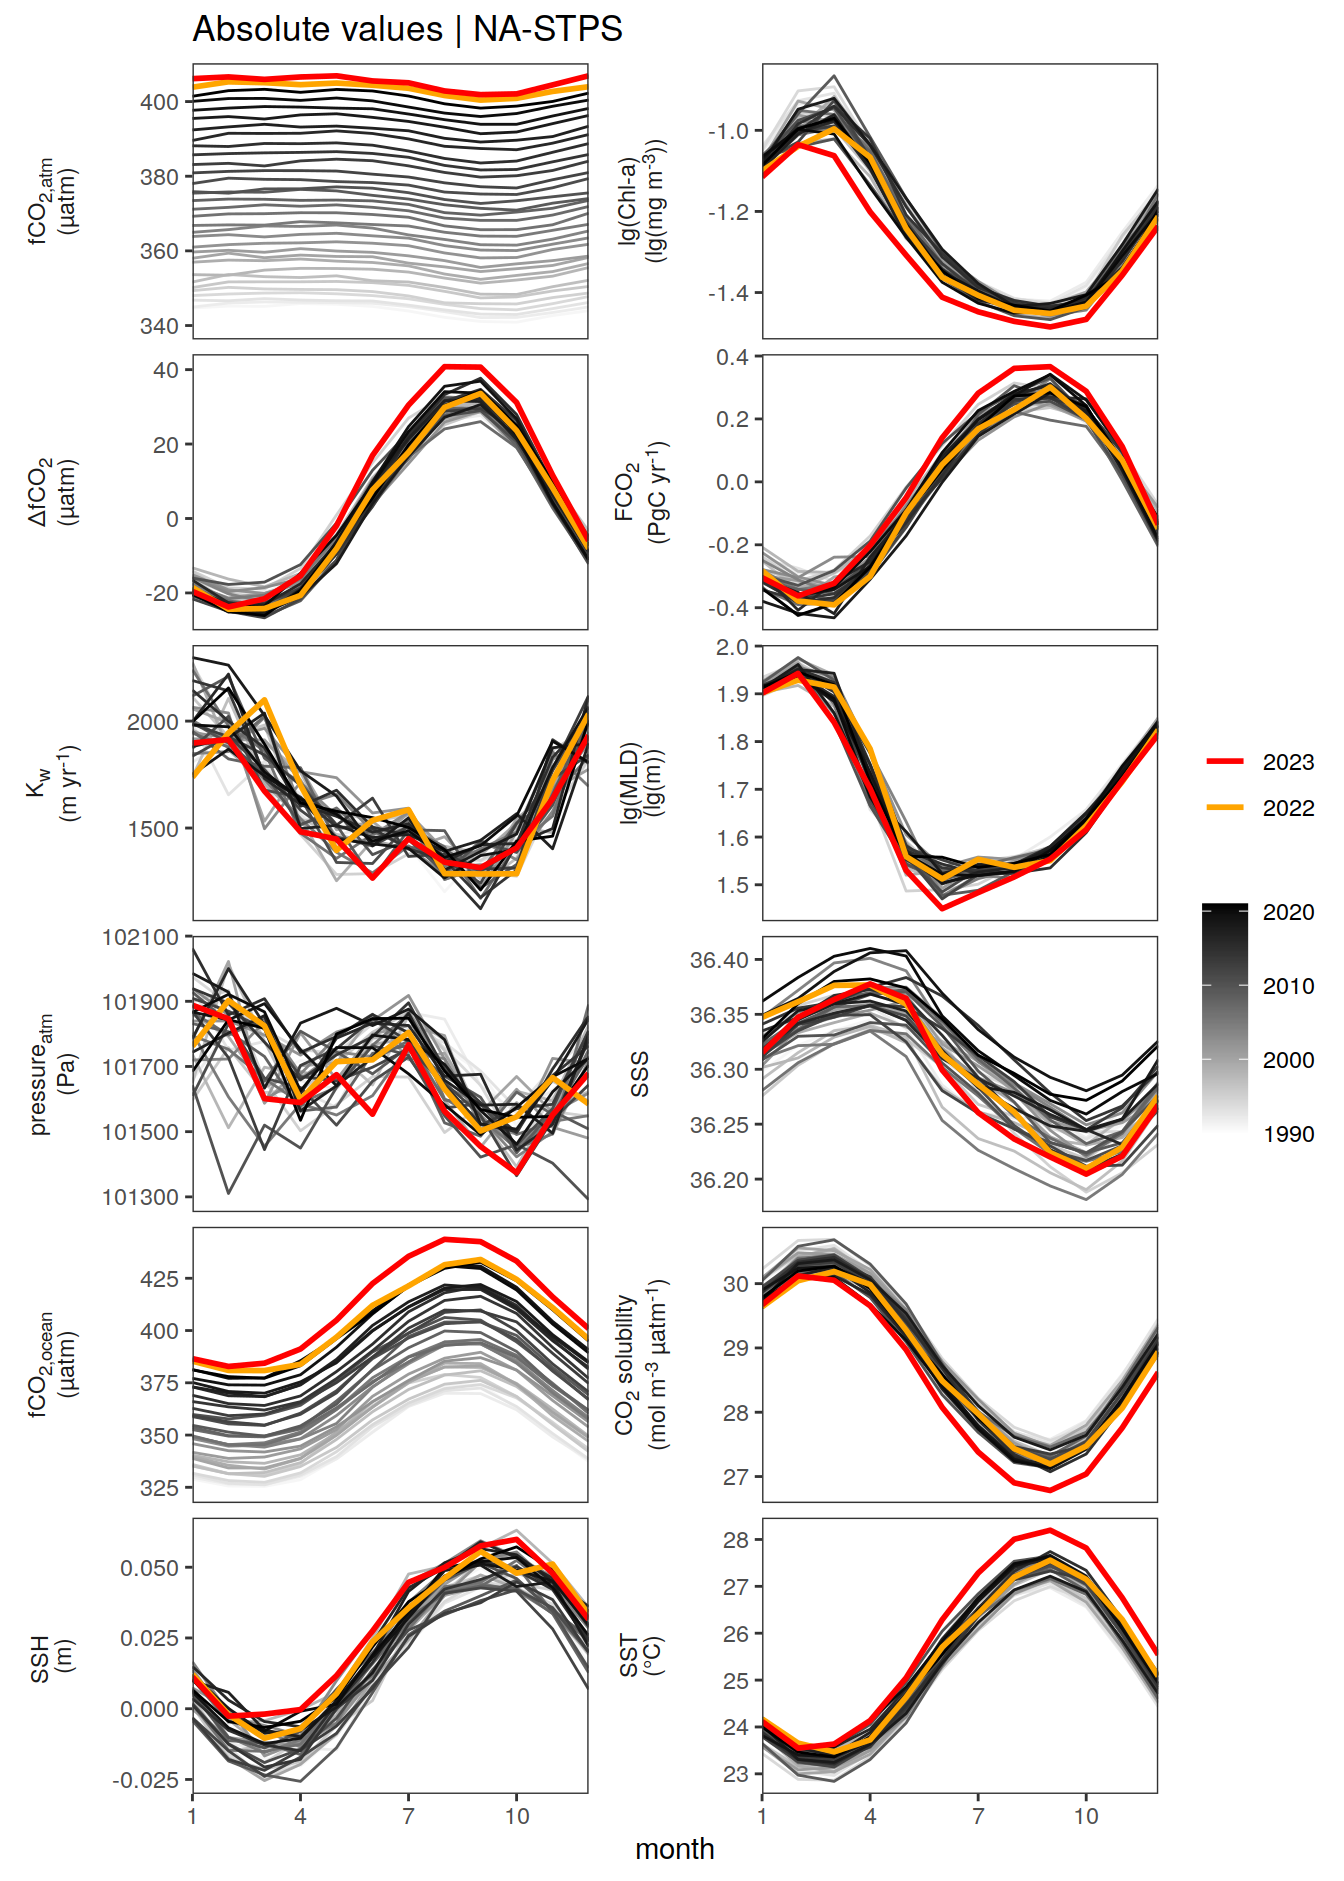 Absolute values | NA-STPS
fCO2,atm
(µatm)
400
380
360
340
lg(Chl-a)
(lg(mg m-3))
-1.0
-1.2
-1.4
ΔfCO2
(µatm)
40
20
0
-20
FCO2
(PgC yr-1)
0.4
0.2
0.0
-0.2
-0.4
Kw
(m yr-1)
2000
1500
lg(MLD)
(lg(m))
2.0
1.9
1.8
1.7
1.6
1.5
pressureatm
(Pa)
102100
101900
101700
101500
101300
SSS
36.40
36.35
36.30
36.25
36.20
fCO2,ocean
(µatm)
425
400
375
350
325
CO2 solubility
(mol m-3 µatm-1)
30
29
28
27
SSH
(m)
0.050
0.025
0.000
-0.025
SST
(°C)
28
27
26
25
24
23
1 4 7 10
1 4 7 10
month
2023
2022
2020
2010
2000
1990